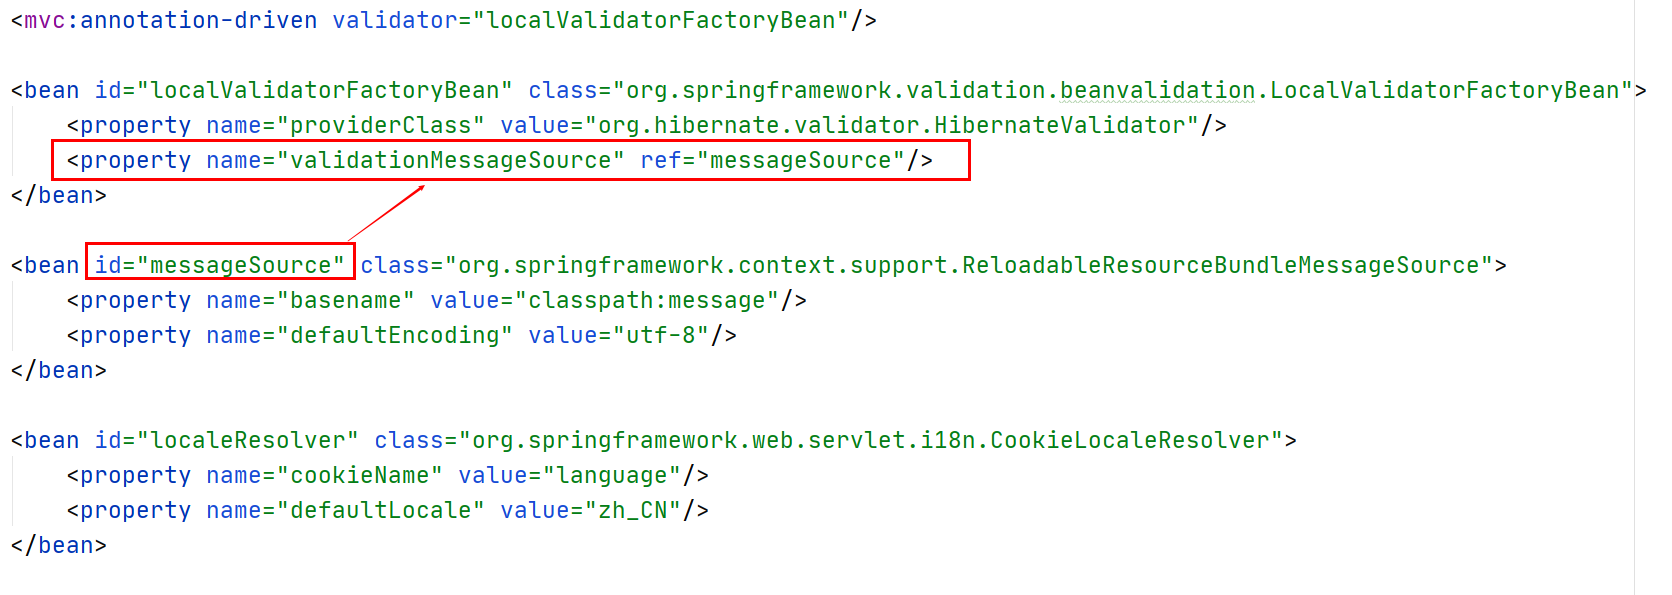 <mvc:annotation-driven validator="localValidatorFactoryBean"/>
<bean id="localValidatorFactoryBean" class="org.springframework.validation.beanvalidation.LocalValidatorFactoryBean">
<property name="providerClass" value="org.hibernate.validator.HibernateValidator"/>
<property name="validationMessageSource" ref="messageSource"/>
</bean>
<bean id="messageSource" class="org.springframework.context.support.ReloadableResourceBundleMessageSource">
<property name="basename" value="classpath:message"/>
<property name="defaultEncoding" value="utf-8"/>
</bean>
<bean id="localeResolver" class="org.springframework.web.servlet.i18n.CookieLocaleResolver">
<property name="cookieName" value="language"/>
<property name="defaultLocale" value="zh_CN"/>
</bean>